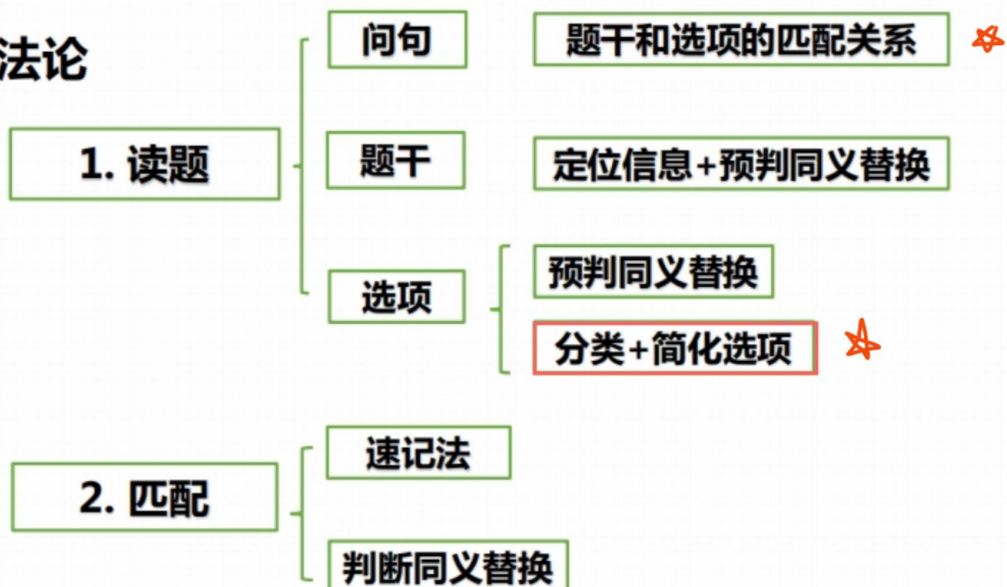 法论
问句
题干和选项的匹配关系
1. 读题
题干
定位信息+预判同义替换
选项
预判同义替换
分类+简化选项
2. 匹配
速记法
判断同义替换